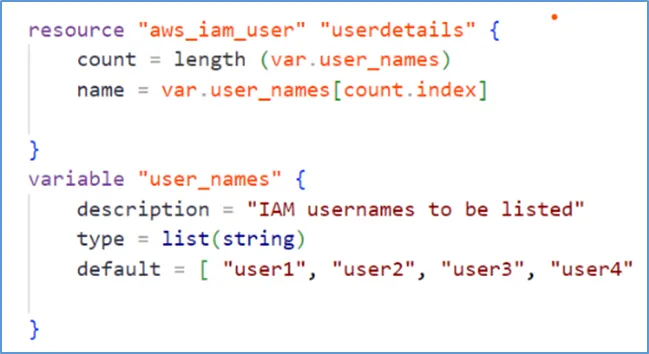 resource "aws_iam_user" "userdetails" {
count = length (var.user_names)
name = var.user_names[count.index]
}
variable "user_names" {
description = "IAM usernames to be listed"
type = list(string)
default = [ "user1", "user2", "user3", "user4"
}